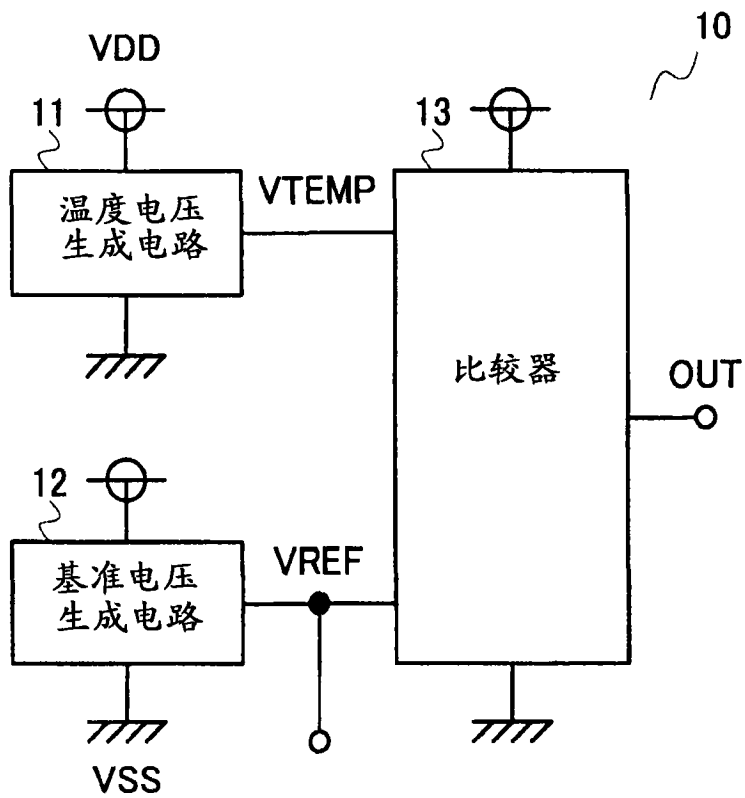 10
VDD
11
13
温度电压
生成电路
VTEMP
比较器
OUT
12
基准电压
生成电路
VREF
VSS